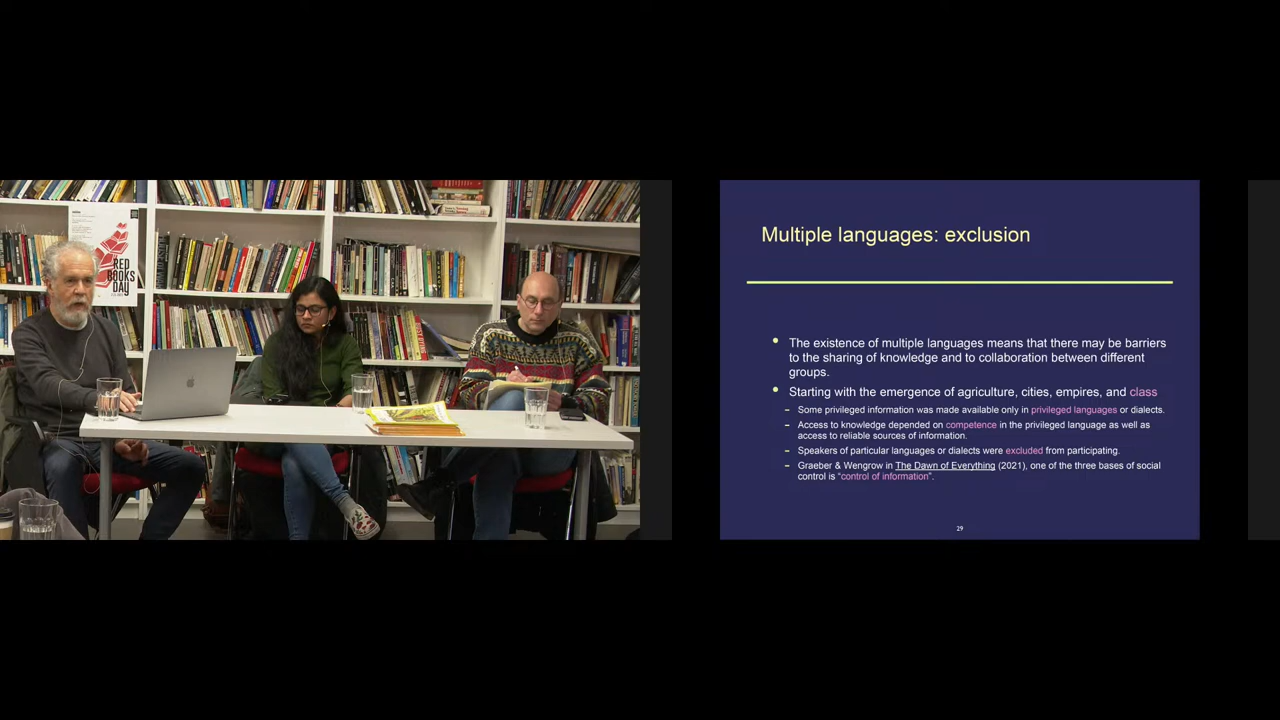 RED
BOOKS
DAY
Multiple languages: exclusion
• The existence of multiple languages means that there may be barriers
to the sharing of knowledge and to collaboration between different
groups.
• Starting with the emergence of agriculture, cities, empires, and class
– Some privileged information was made available only in privileged languages or dialects.
– Access to knowledge depended on competence in the privileged language as well as
access to reliable sources of information.
– Speakers of particular languages or dialects were excluded from participating.
– Graeber & Wengrow in The Dawn of Everything (2021), one of the three bases of social
control is “control of information”.
29